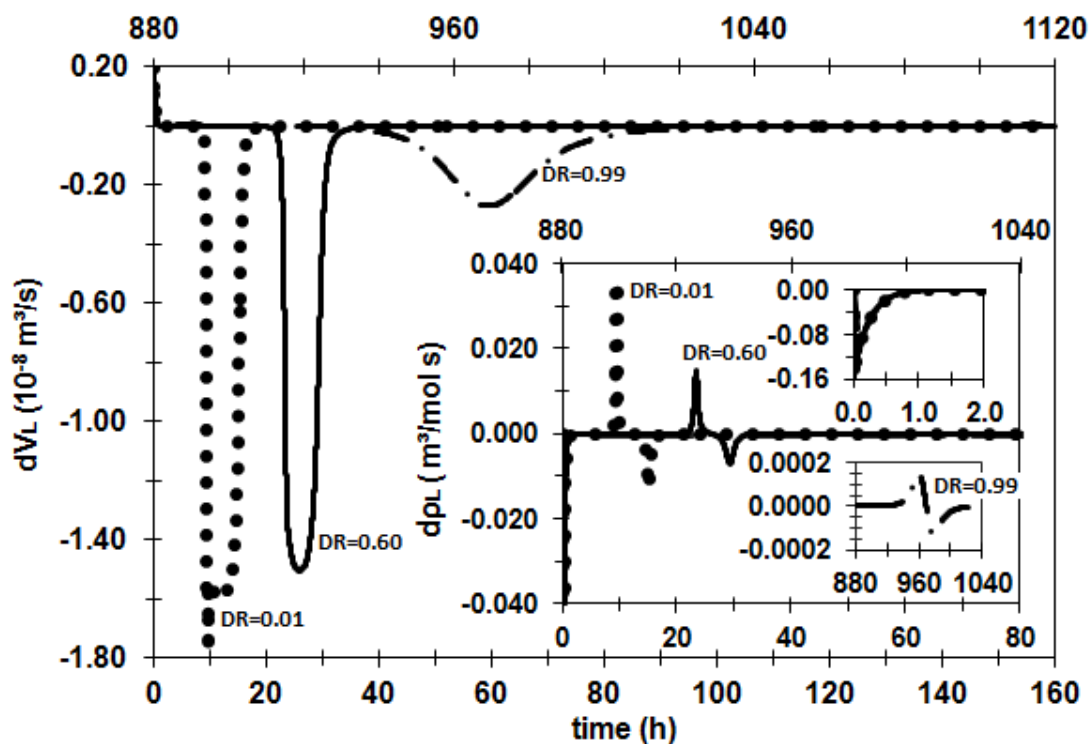 880 960 1040 1120
0.20
-0.20
-0.60
-1.00
-1.40
-1.80
dVL (10⁻⁸ m³/s)
DR=0.01
DR=0.60
DR=0.99
0 20 40 60 80 100 120 140 160
time (h)
880 960 1040
0.040
0.020
0.000
-0.020
-0.040
dρL ( m³/mol s)
DR=0.01
DR=0.60
0 20 40 60 80
0.00
-0.08
-0.16
0.0 1.0 2.0
0.0002
0.0000
-0.0002
DR=0.99
880 960 1040